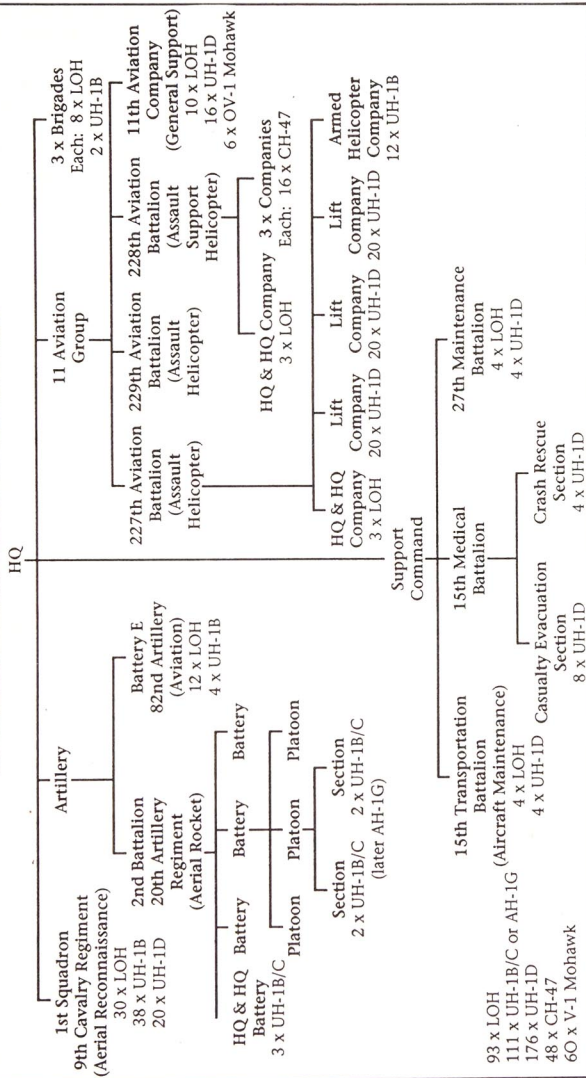 HQ
1st Squadron
9th Cavalry Regiment
(Aerial Reconnaissance)
30 x LOH
38 x UH-1B
20 x UH-1D
Artillery
2nd Battalion
20th Artillery
Regiment
(Aerial Rocket)
Battery E
82nd Artillery
(Aviation)
12 x LOH
4 x UH-1B
HQ & HQ
Battery
3 x UH-1B/C
Battery
Battery
Battery
Platoon
Platoon
Platoon
Section
2 x UH-1B/C
Section
2 x UH-1B/C
(later AH-1G)
11 Aviation
Group
3 x Brigades
Each: 8 x LOH
2 x UH-1B
227th Aviation
Battalion
(Assault
Helicopter)
229th Aviation
Battalion
(Assault
Helicopter)
228th Aviation
Battalion
(Assault
Support
Helicopter)
11th Aviation
Company
(General Support)
10 x LOH
16 x UH-1D
6 x OV-1 Mohawk
HQ & HQ Company
3 x LOH
3 x Companies
Each: 16 x CH-47
HQ & HQ
Company
3 x LOH
Lift
Company
20 x UH-1D
Lift
Company
20 x UH-1D
Lift
Company
20 x UH-1D
Armed
Helicopter
Company
12 x UH-1B
Support
Command
15th Transportation
Battalion
(Aircraft Maintenance)
4 x LOH
4 x UH-1D
15th Medical
Battalion
27th Maintenance
Battalion
4 x LOH
4 x UH-1D
Casualty Evacuation
Section
8 x UH-1D
Crash Rescue
Section
4 x UH-1D
93 x LOH
111 x UH-1B/C or AH-1G
176 x UH-1D
48 x CH-47
6O x V-1 Mohawk